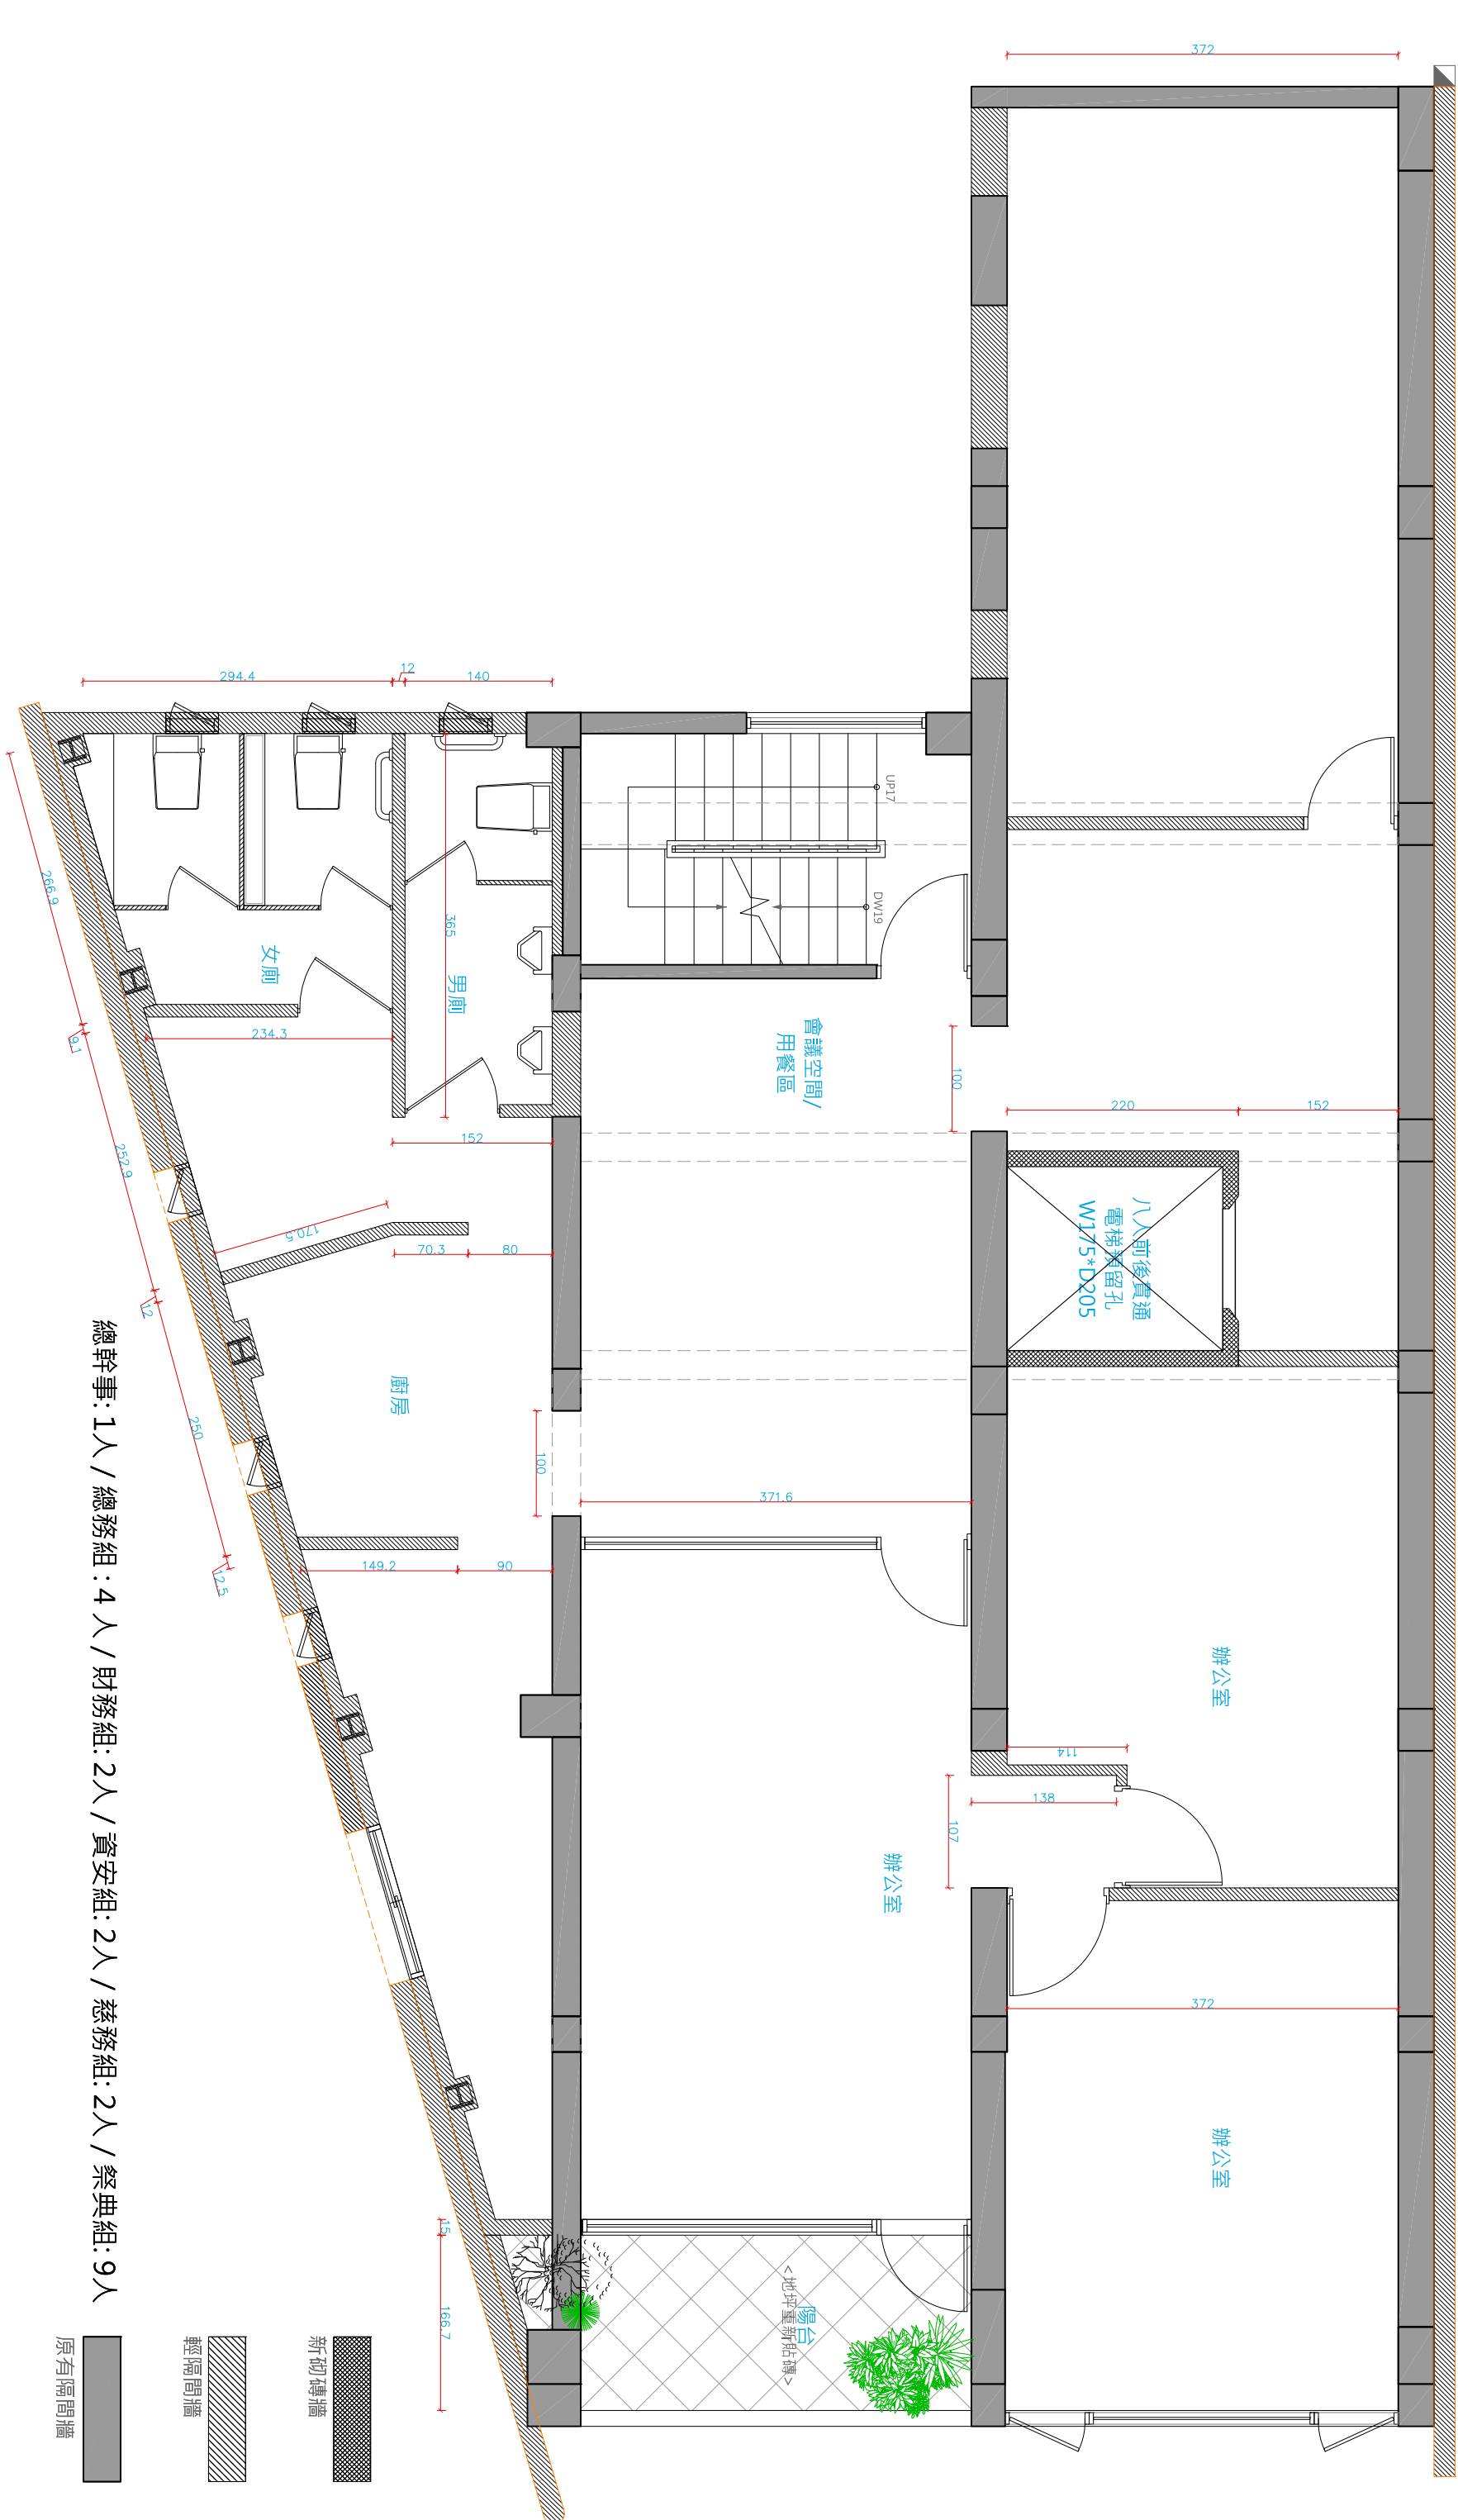 372
294.4
12
140
UP17
DW19
266.9
9.1
252.9
12
250
12.5
女廁
男廁
365
234.3
會議空間/
用餐區
100
220
152
152
170.5
70.3
80
八人前後貫通
電梯預留孔
W175*D205
廚房
100
371.6
149.2
90
辦公室
114
138
107
辦公室
372
辦公室
15
166.7
陽台
<地坪重新貼磚>
總幹事: 1人 / 總務組 : 4 人 / 財務組: 2人 / 資安組: 2人 / 慈務組: 2人 / 祭典組: 9人
新砌磚牆
輕隔間牆
原有隔間牆